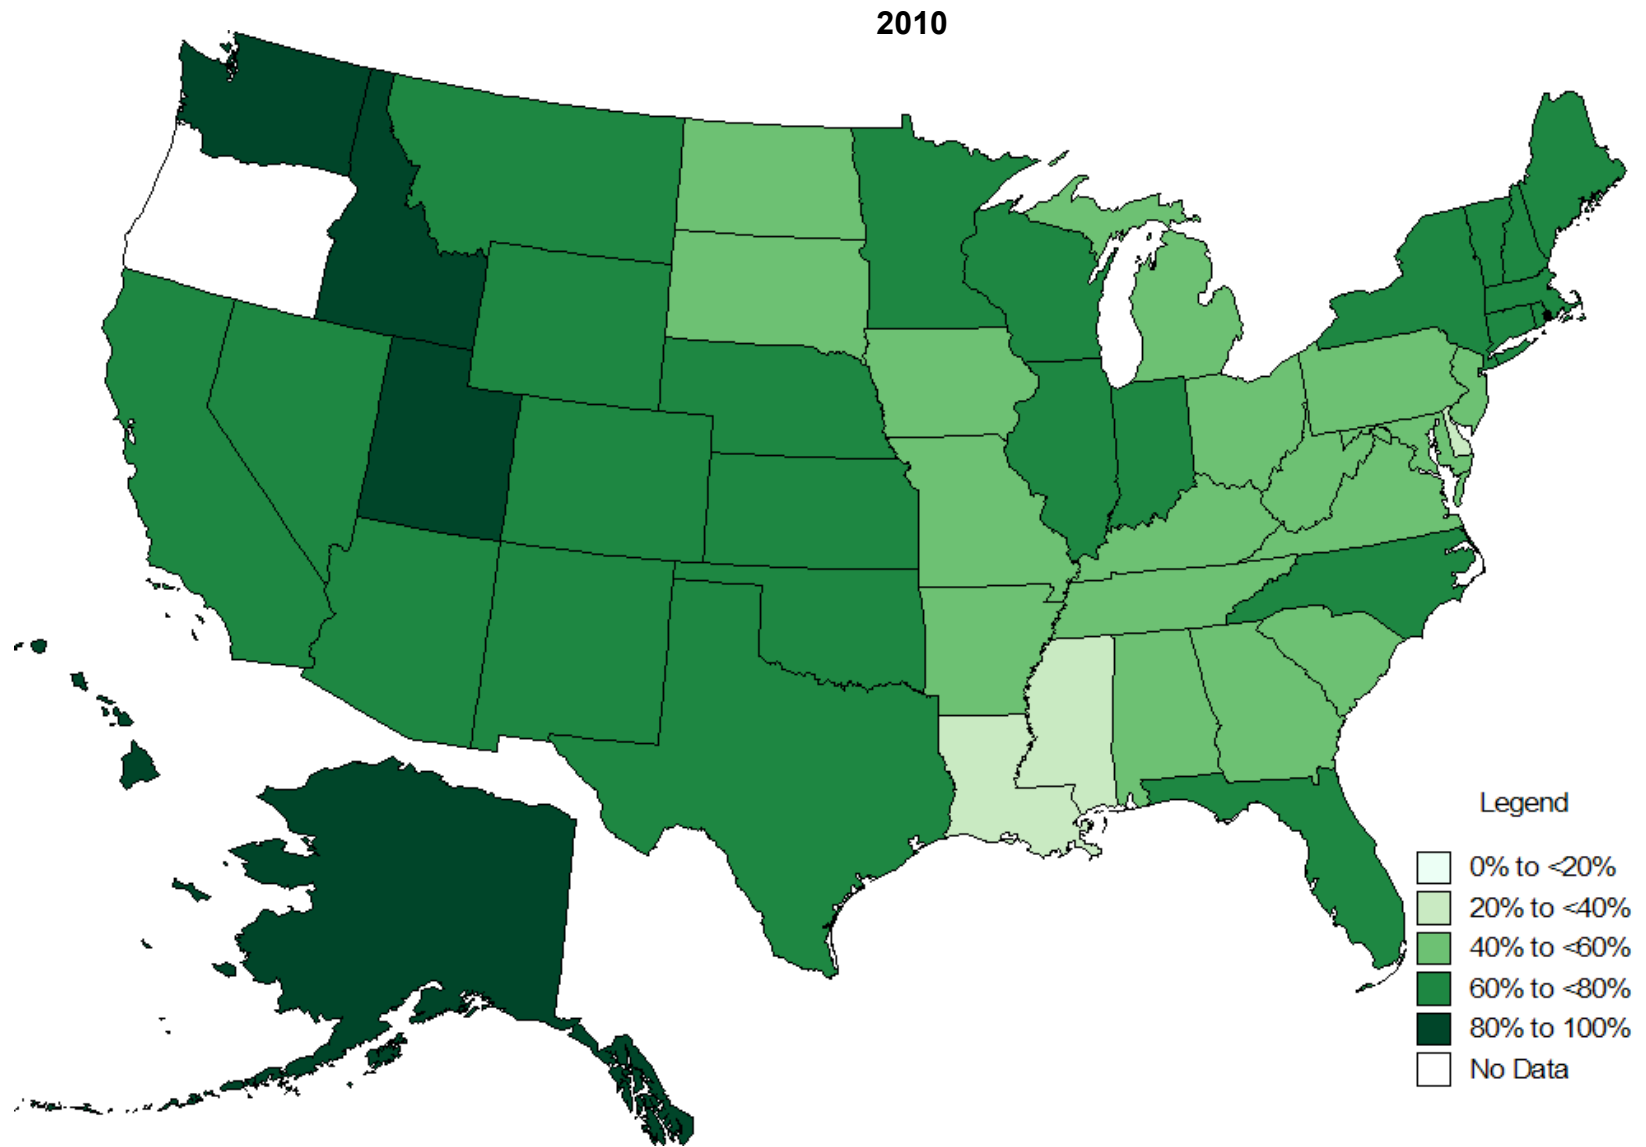 2010
Legend
0% to <20%
20% to <40%
40% to <60%
60% to <80%
80% to 100%
No Data